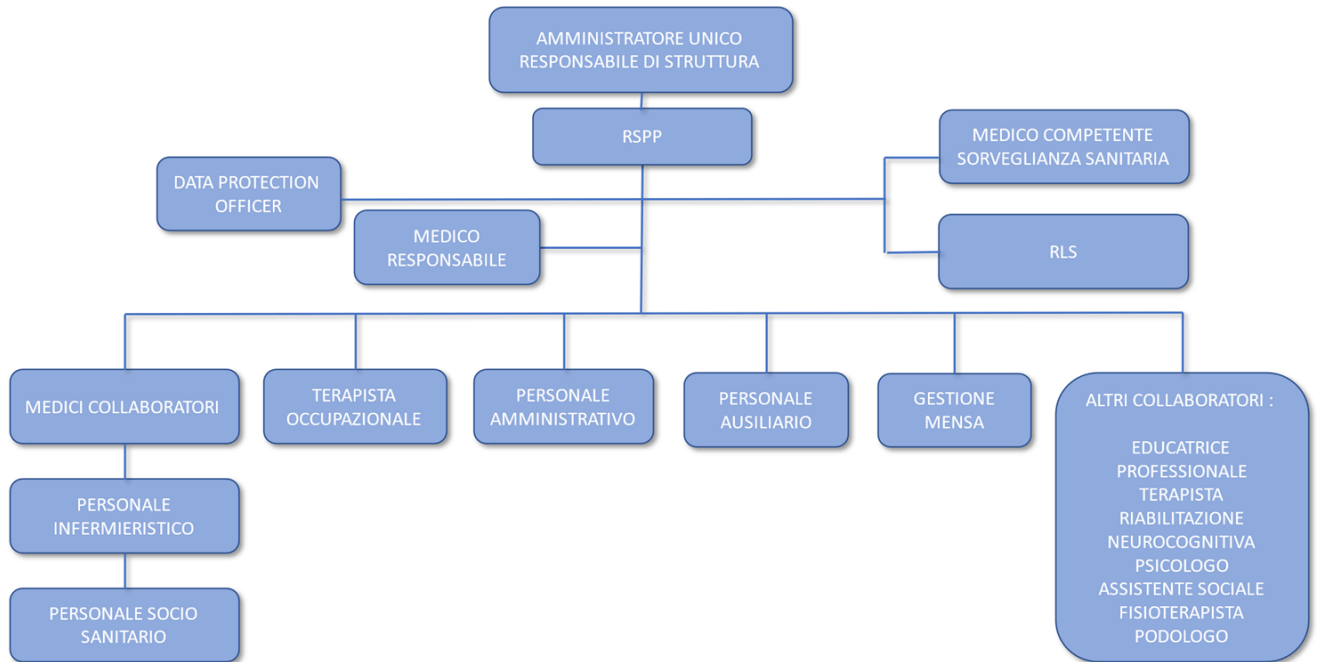 AMMINISTRATORE UNICO
RESPONSABILE DI STRUTTURA
RSPP
MEDICO COMPETENTE
SORVEGLIANZA SANITARIA
DATA PROTECTION
OFFICER
MEDICO
RESPONSABILE
RLS
MEDICI COLLABORATORI
TERAPISTA
OCCUPAZIONALE
PERSONALE
AMMINISTRATIVO
PERSONALE
AUSILIARIO
GESTIONE
MENSA
ALTRI COLLABORATORI :
EDUCATRICE
PROFESSIONALE
TERAPISTA
RIABILITAZIONE
NEUROCOGNITIVA
PSICOLOGO
ASSISTENTE SOCIALE
FISIOTERAPISTA
PODOLOGO
PERSONALE
INFERMIERISTICO
PERSONALE SOCIO
SANITARIO